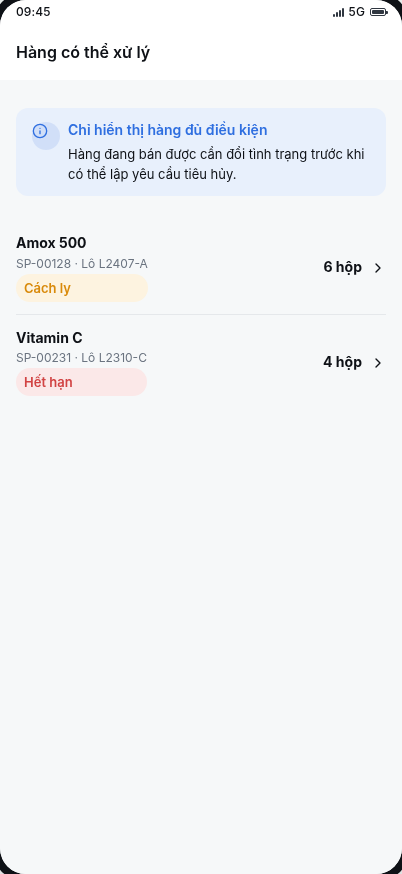 09:45
5G
Hàng có thể xử lý
Chỉ hiển thị hàng đủ điều kiện
Hàng đang bán được cần đổi tình trạng trước khi
có thể lập yêu cầu tiêu hủy.
Amox 500
SP-00128 · Lô L2407-A
Cách ly
6 hộp
Vitamin C
SP-00231 · Lô L2310-C
Hết hạn
4 hộp